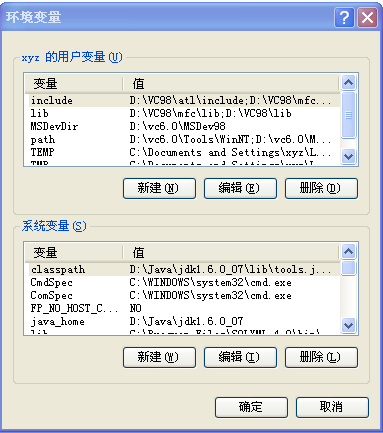 环境变量
xyz 的用户变量(U)
变量 值
include D:\VC98\atl\include;D:\VC98\mfc...
lib D:\VC98\mfc\lib;D:\VC98\lib
MSDevDir D:\vc6.0\MSDev98
path D:\vc6.0\Tools\WinNT;D:\vc6.0\M...
TEMP C:\Documents and Settings\xyz\L...
TMP C:\Documents and Settings\xyz\L...
新建(N) 编辑(E) 删除(D)
系统变量(S)
变量 值
classpath D:\Java\jdk1.6.0_07\lib\tools.j...
CmdSpec C:\WINDOWS\system32\cmd.exe
ComSpec C:\WINDOWS\system32\cmd.exe
FP_NO_HOST_C... NO
java_home D:\Java\jdk1.6.0_07
lib
新建(W) 编辑(I) 删除(L)
确定 取消